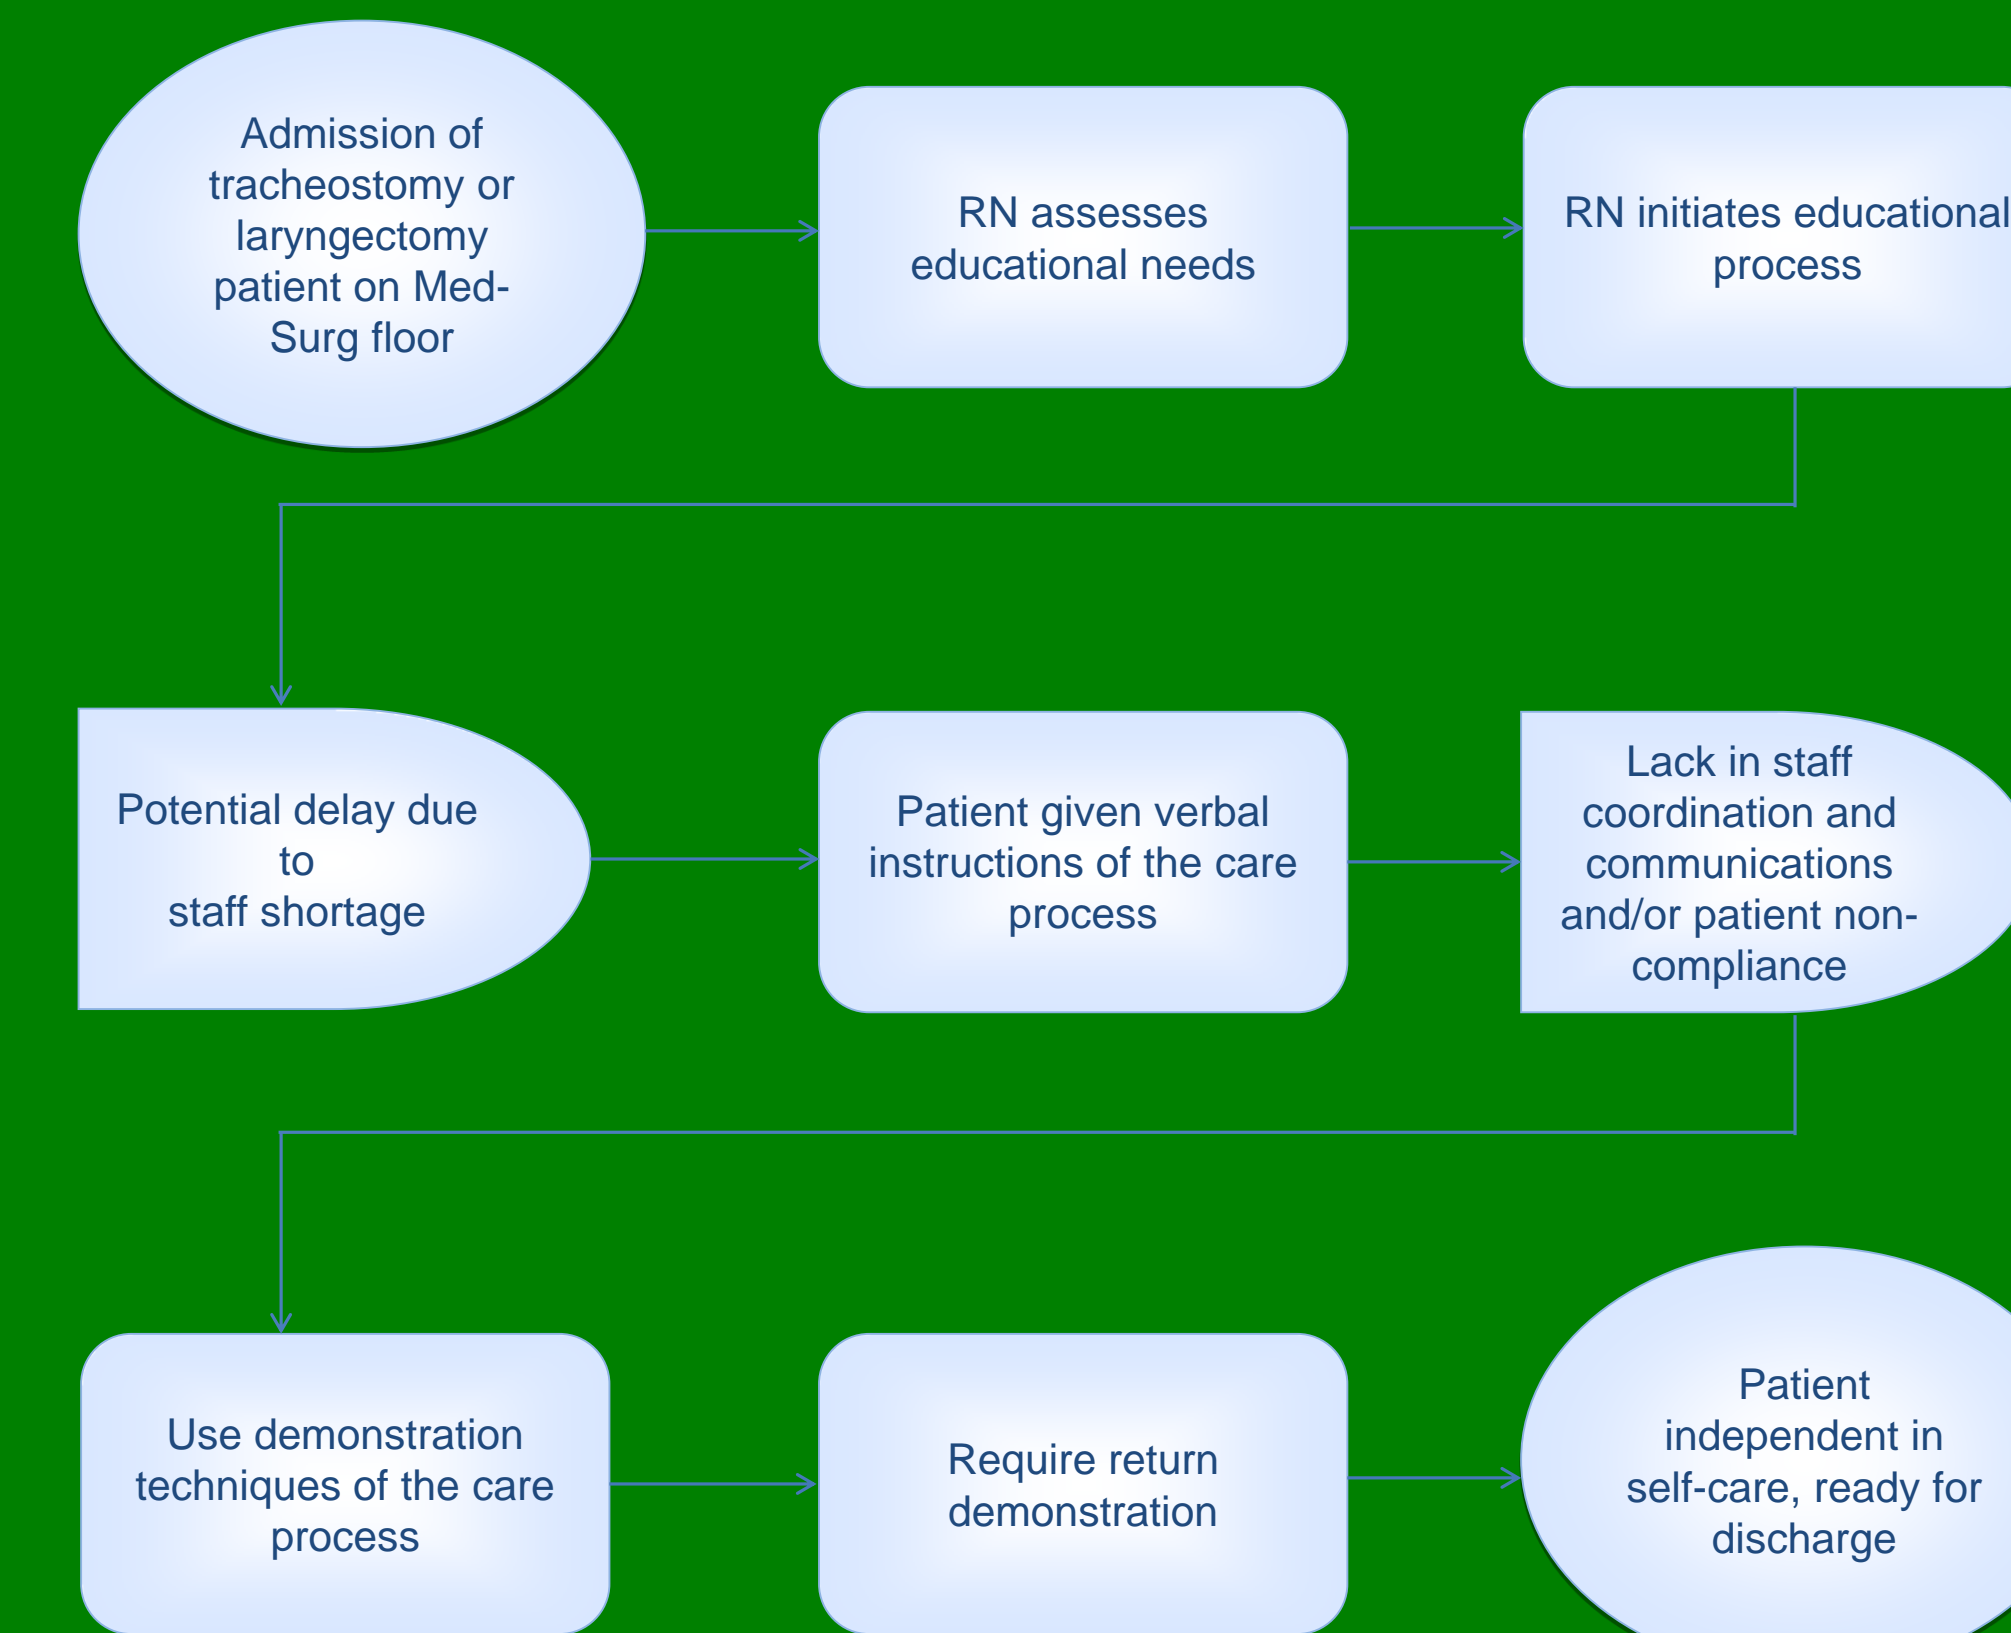 Admission of
tracheostomy or
laryngectomy
patient on Med-
Surg floor
RN assesses
educational needs
RN initiates educational
process
Potential delay due
to
staff shortage
Patient given verbal
instructions of the care
process
Lack in staff
coordination and
communications
and/or patient non-
compliance
Use demonstration
techniques of the care
process
Require return
demonstration
Patient
independent in
self-care, ready for
discharge